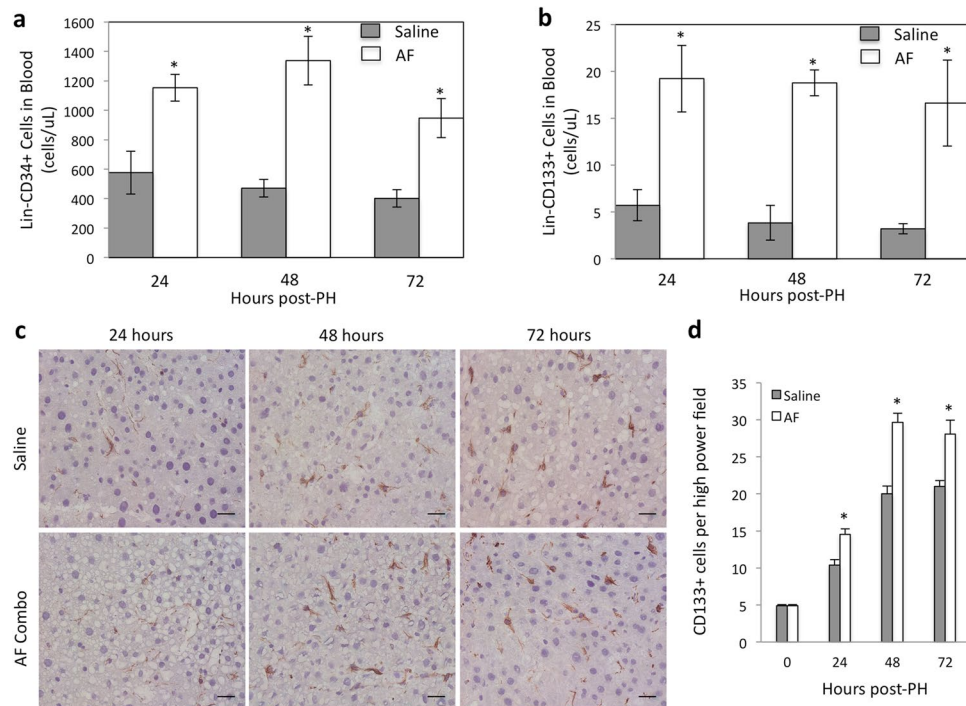 a
1600
1400
1200
1000
800
600
400
200
0
Lin-CD34+ Cells in Blood
(cells/uL)
Saline
AF
*
*
*
24
48
72
Hours post-PH
b
25
20
15
10
5
0
Lin-CD133+ Cells in Blood
(cells/uL)
Saline
AF
*
*
*
24
48
72
Hours post-PH
c
24 hours
48 hours
72 hours
Saline
AF Combo
d
35
30
25
20
15
10
5
0
CD133+ cells per high power field
Saline
AF
*
*
*
0
24
48
72
Hours post-PH